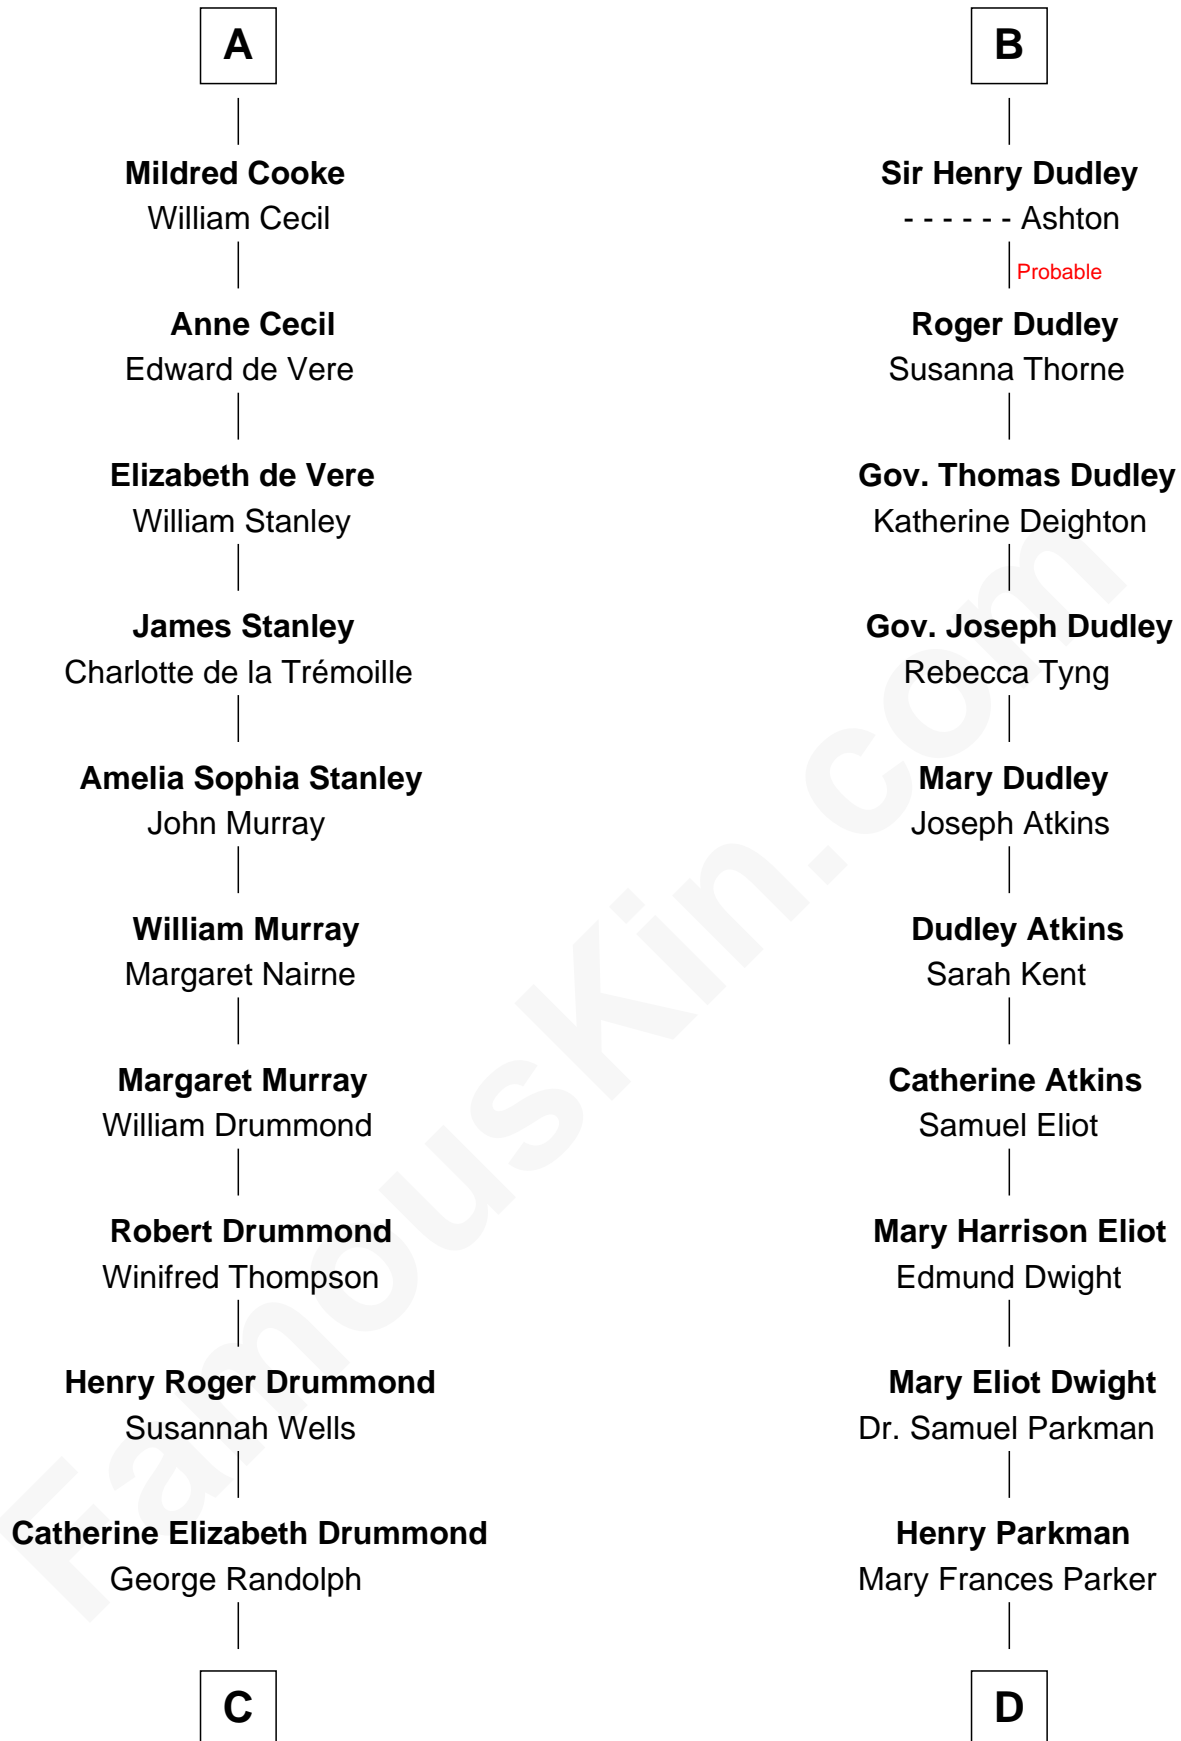 A
Mildred Cooke
William Cecil
Anne Cecil
Edward de Vere
Elizabeth de Vere
William Stanley
James Stanley
Charlotte de la Trémoille
Amelia Sophia Stanley
John Murray
William Murray
Margaret Nairne
Margaret Murray
William Drummond
Robert Drummond
Winifred Thompson
Henry Roger Drummond
Susannah Wells
Catherine Elizabeth Drummond
George Randolph
C
B
Sir Henry Dudley
- - - - - - Ashton
Probable
Roger Dudley
Susanna Thorne
Gov. Thomas Dudley
Katherine Deighton
Gov. Joseph Dudley
Rebecca Tyng
Mary Dudley
Joseph Atkins
Dudley Atkins
Sarah Kent
Catherine Atkins
Samuel Eliot
Mary Harrison Eliot
Edmund Dwight
Mary Eliot Dwight
Dr. Samuel Parkman
Henry Parkman
Mary Frances Parker
D
FamousKin.com